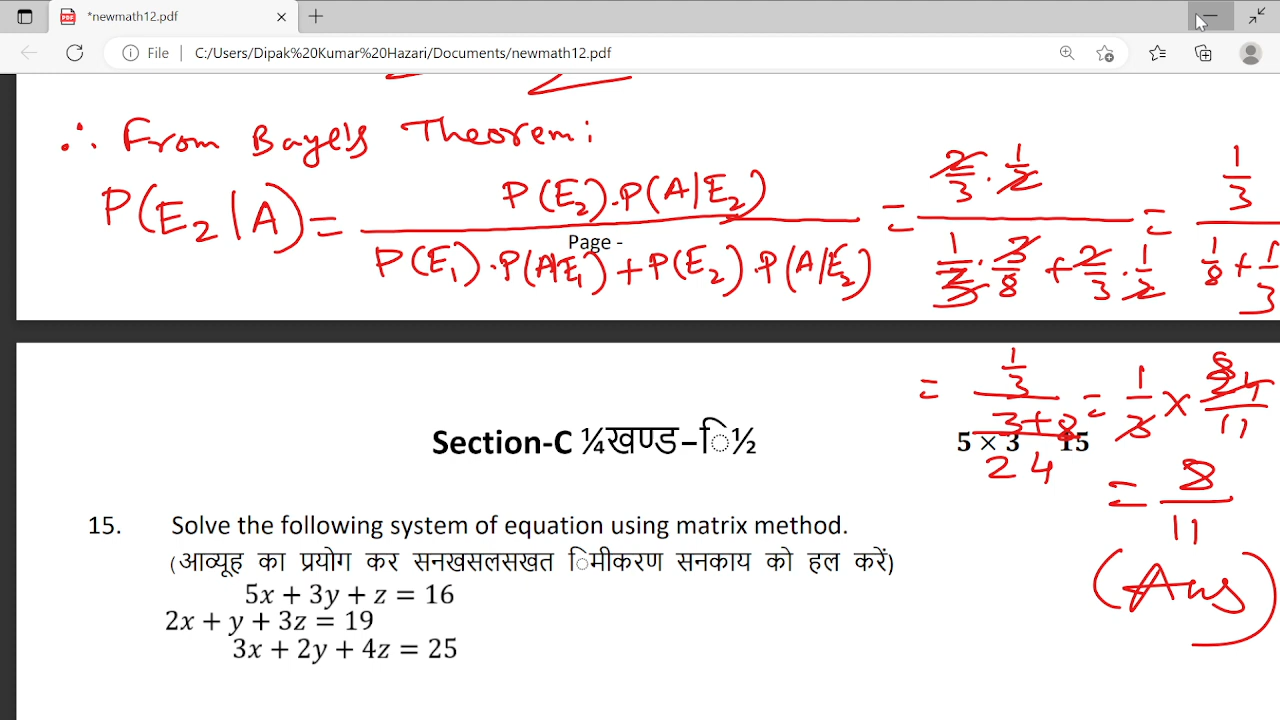 *newmath12.pdf
File | C:/Users/Dipak%20Kumar%20Hazari/Documents/newmath12.pdf
∴ From Baye's Theorem:
P(E₂|A) = P(E₂).P(A|E₂) / P(E₁).P(A|E₁) + P(E₂).P(A|E₂) = 2/3 . 1/2 / 1/3 . 3/8 + 2/3 . 1/2 = 1/3 / 1/8 + 1/3
Page -
= 1/3 / 3+8/24 = 1/3 × 24/11
Section-C ¼खण्ड–ि½ 5 × 3 15
= 8/11
15. Solve the following system of equation using matrix method.
(आव्यूह का प्रयोग कर सनखसलसखत िमीकरण सनकाय को हल करें)
5x + 3y + z = 16
2x + y + 3z = 19
3x + 2y + 4z = 25
(Ans)